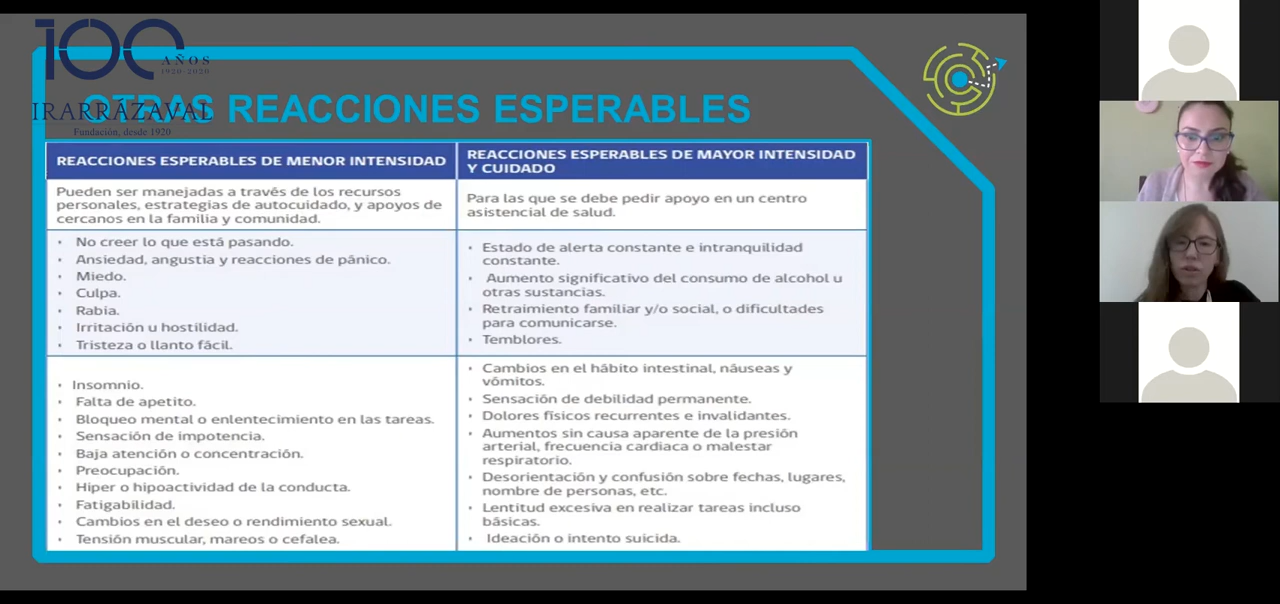 100
AÑOS
1920-2020
IRARRÁZAVAL
Fundación, desde 1920
OTRAS REACCIONES ESPERABLES
REACCIONES ESPERABLES DE MENOR INTENSIDAD
Pueden ser manejadas a través de los recursos
personales, estrategias de autocuidado, y apoyos de
cercanos en la familia y comunidad.
· No creer lo que está pasando.
· Ansiedad, angustia y reacciones de pánico.
· Miedo.
· Culpa.
· Rabia.
· Irritación u hostilidad.
· Tristeza o llanto fácil.
· Insomnio.
· Falta de apetito.
· Bloqueo mental o enlentecimiento en las tareas.
· Sensación de impotencia.
· Baja atención o concentración.
· Preocupación.
· Hiper o hipoactividad de la conducta.
· Fatigabilidad.
· Cambios en el deseo o rendimiento sexual.
· Tensión muscular, mareos o cefalea.
REACCIONES ESPERABLES DE MAYOR INTENSIDAD
Y CUIDADO
Para las que se debe pedir apoyo en un centro
asistencial de salud.
· Estado de alerta constante e intranquilidad
constante.
· Aumento significativo del consumo de alcohol u
otras sustancias.
· Retraimiento familiar y/o social, o dificultades
para comunicarse.
· Temblores.
· Cambios en el hábito intestinal, náuseas y
vómitos.
· Sensación de debilidad permanente.
· Dolores físicos recurrentes e invalidantes.
· Aumentos sin causa aparente de la presión
arterial, frecuencia cardiaca o malestar
respiratorio.
· Desorientación y confusión sobre fechas, lugares,
nombre de personas, etc.
· Lentitud excesiva en realizar tareas incluso
básicas.
· Ideación o intento suicida.